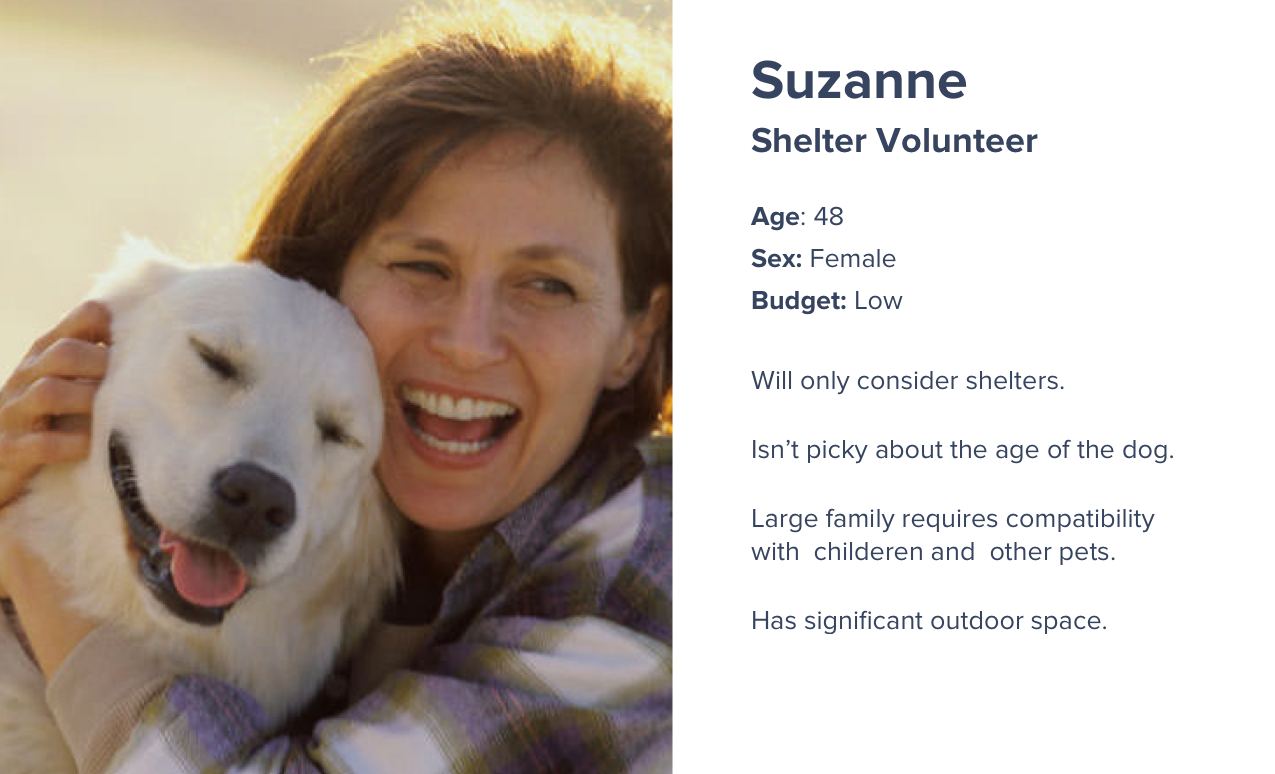 Suzanne
Shelter Volunteer
Age: 48
Sex: Female
Budget: Low
Will only consider shelters.
Isn’t picky about the age of the dog.
Large family requires compatibility
with  childeren and  other pets.
Has significant outdoor space.